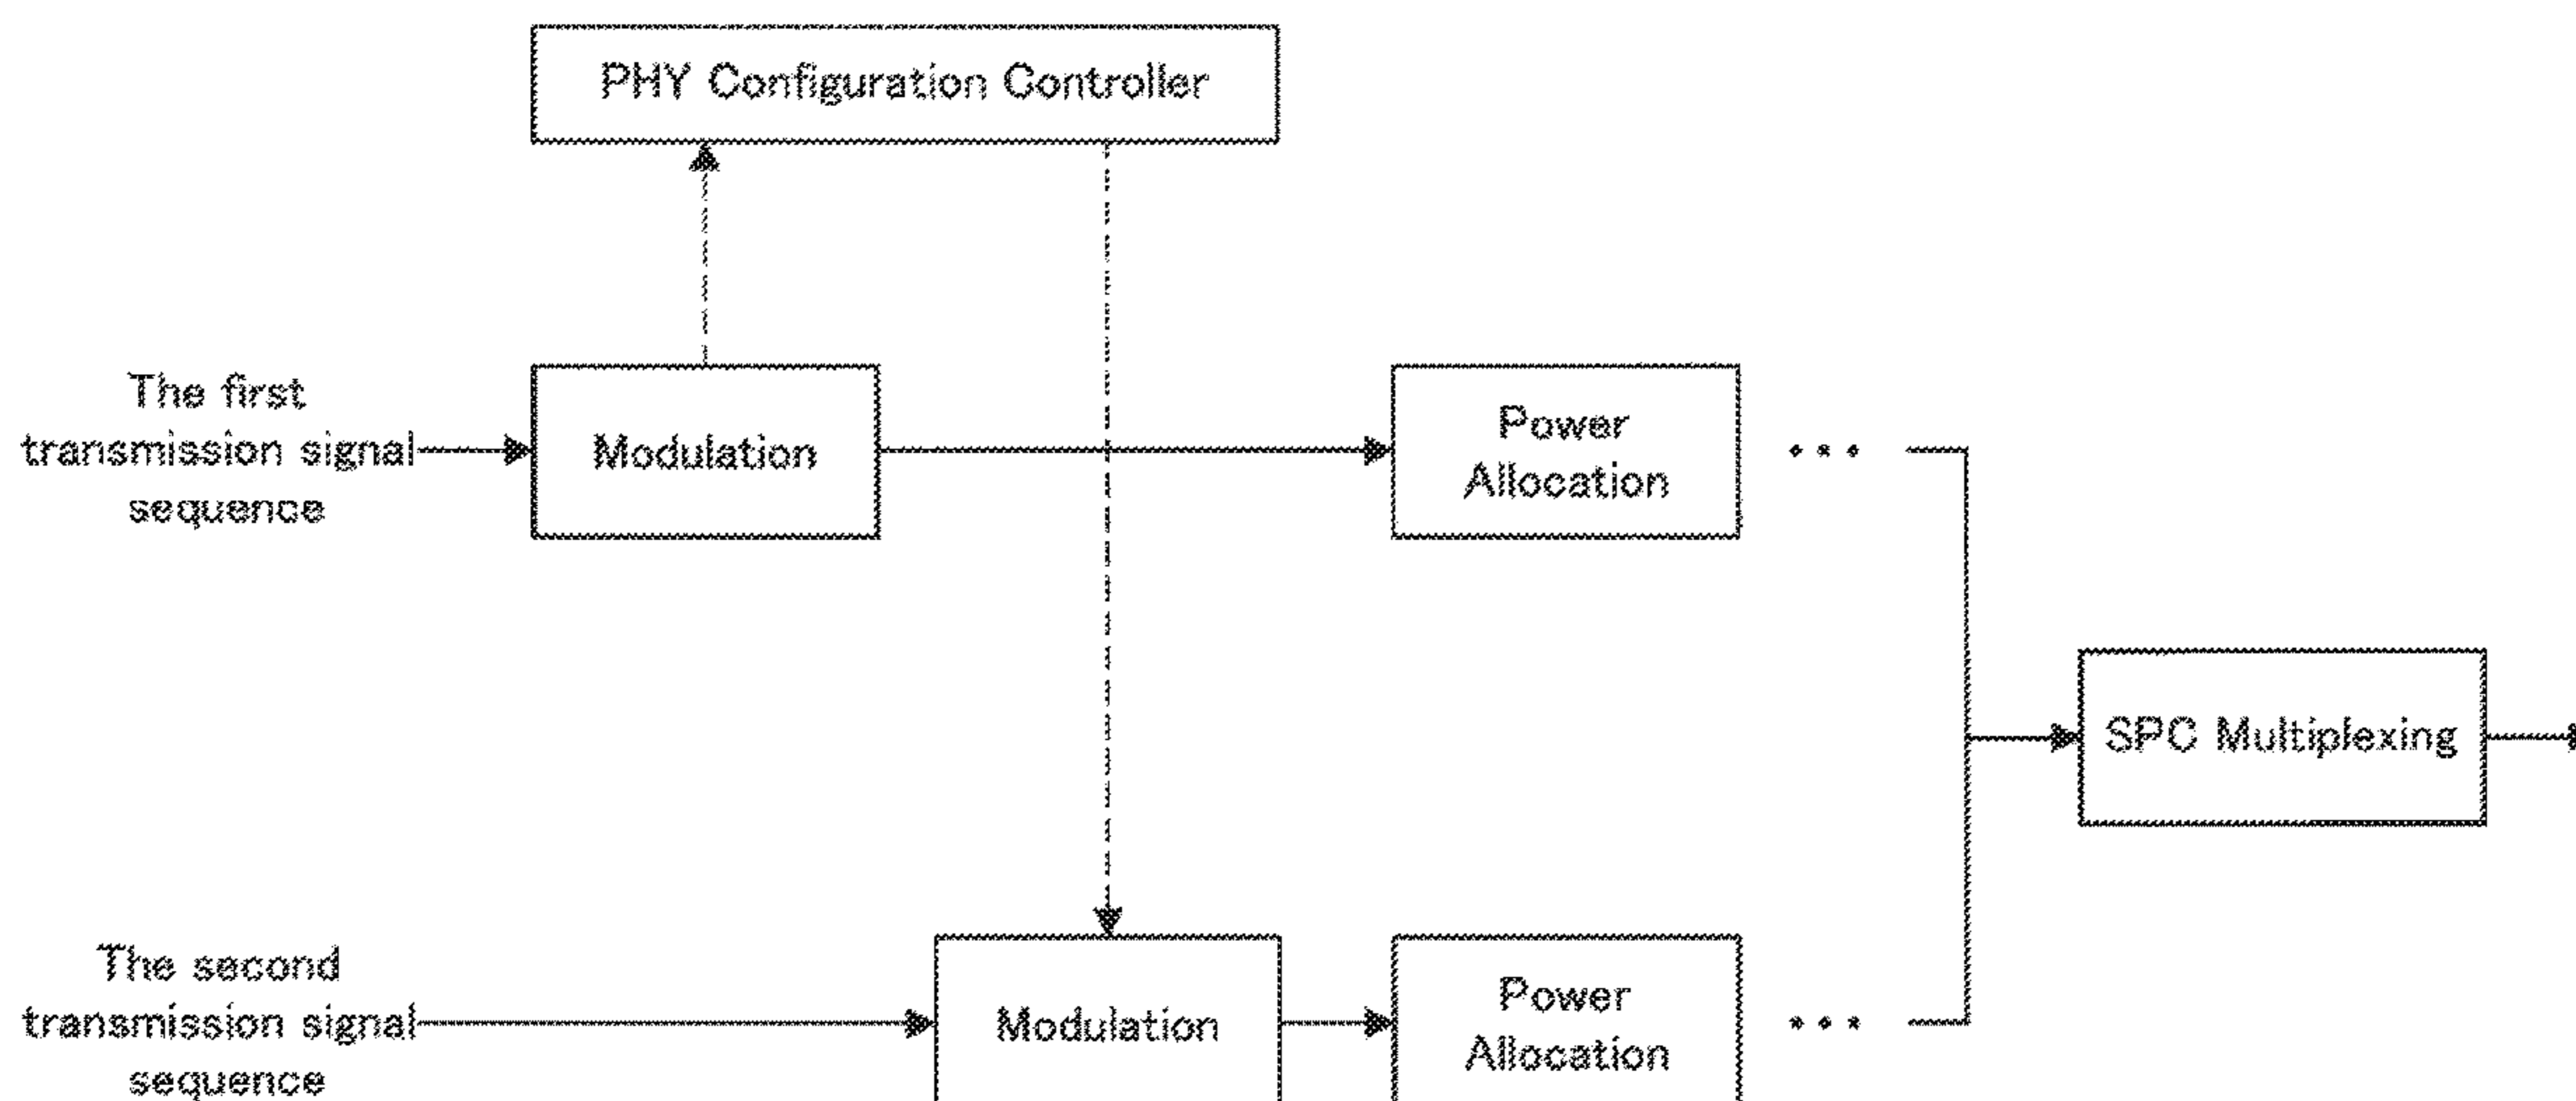 PHY Configuration Controller
The first
transmission signal
sequence
Modulation
Power
Allocation
SPC Multiplexing
The second
transmission signal
sequence
Modulation
Power
Allocation